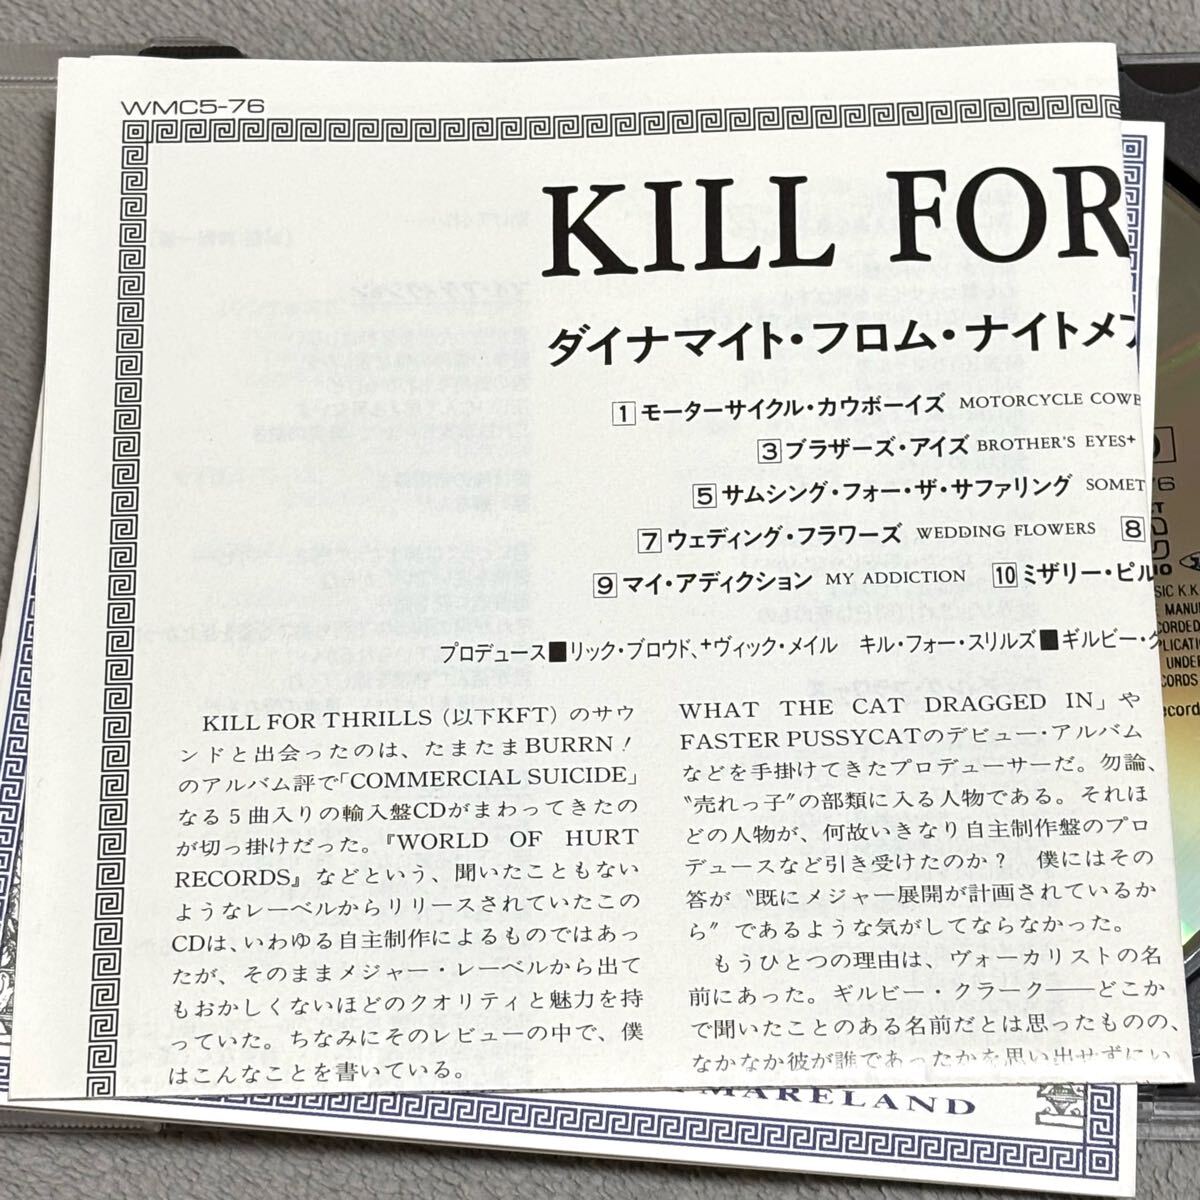 WMC5-76
KILL FOR
ダイナマイト・フロム・ナイトメア
1 モーターサイクル・カウボーイズ MOTORCYCLE COWB
3 ブラザーズ・アイズ BROTHER'S EYES+
5 サムシング・フォー・ザ・サファリング SOMET
7 ウェディング・フラワーズ WEDDING FLOWERS 8
9 マイ・アディクション MY ADDICTION 10 ミザリー・ピル
プロデュース■リック・ブロウド、+ヴィック・メイル キル・フォー・スリルズ■ギルビー・ク
KILL FOR THRILLS（以下KFT）のサウ
ンドと出会ったのは、たまたまBURRN！
のアルバム評で「COMMERCIAL SUICIDE」
なる５曲入りの輸入盤CDがまわってきたの
が切っ掛けだった。『WORLD OF HURT
RECORDS』などという、聞いたこともない
ようなレーベルからリリースされていたこの
CDは、いわゆる自主制作によるものではあっ
たが、そのままメジャー・レーベルから出て
もおかしくないほどのクオリティと魅力を持
っていた。ちなみにそのレビューの中で、僕
はこんなことを書いている。
WHAT THE CAT DRAGGED IN」や
FASTER PUSSYCATのデビュー・アルバム
などを手掛けてきたプロデューサーだ。勿論、
〝売れっ子〟の部類に入る人物である。それほ
どの人物が、何故いきなり自主制作盤のプロ
デュースなど引き受けたのか？ 僕にはその
答が〝既にメジャー展開が計画されているか
ら〟であるような気がしてならなかった。
もうひとつの理由は、ヴォーカリストの名
前にあった。ギルビー・クラーク――どこか
で聞いたことのある名前だとは思ったものの、
なかなか彼が誰であったかを思い出せずにい
MARELAND
SIC K.K
MANU
CORDED
PLICATI
UNDER
CORDS
ecord